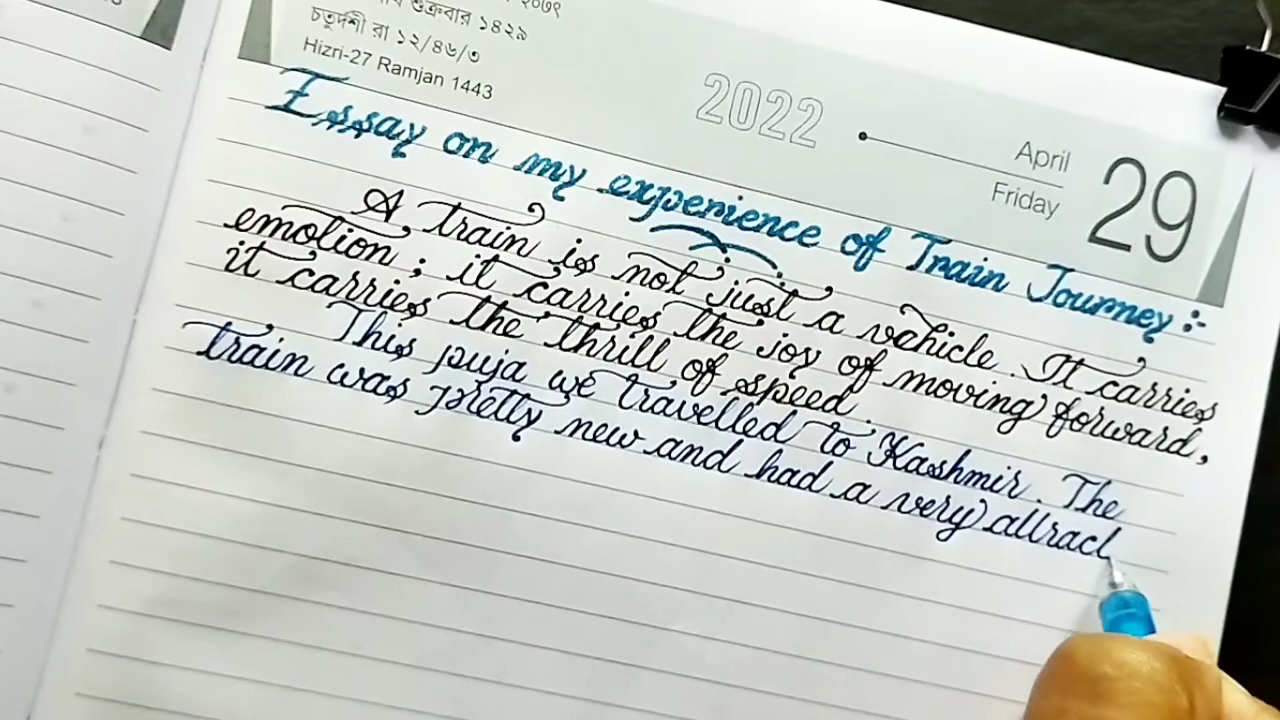 শুক্রবার ১৪২৯
চতুর্দশী রা ১২/৪৬/৩
Hizri-27 Ramjan 1443
2022
April
Friday
29
Essay on my experience of Train Journey :-
A train is not just a vehicle. It carries
emotion ; it carries the joy of moving forward,
it carries the thrill of speed.
This puja we travelled to Kashmir. The
train was pretty new and had a very attract